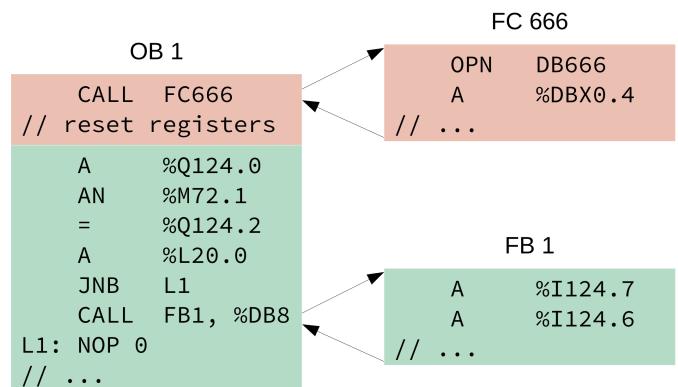 OB 1
CALL FC666
// reset registers
A %Q124.0
AN %M72.1
= %Q124.2
A %L20.0
JNB L1
CALL FB1, %DB8
L1: NOP 0
// ...
FC 666
OPN DB666
A %DBX0.4
// ...
FB 1
A %I124.7
A %I124.6
// ...